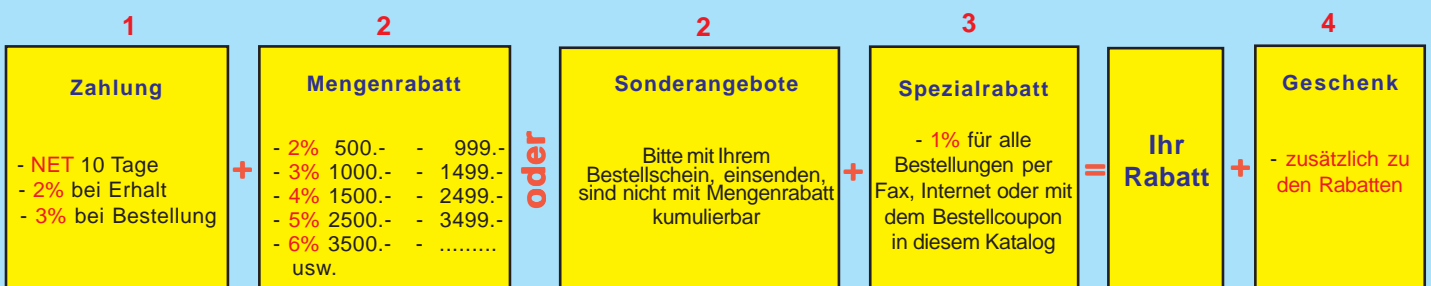 1
Zahlung
- NET 10 Tage
- 2% bei Erhalt
- 3% bei Bestellung
+
2
Mengenrabatt
- 2% 500.- - 999.-
- 3% 1000.- - 1499.-
- 4% 1500.- - 2499.-
- 5% 2500.- - 3499.-
- 6% 3500.- - .........
usw.
oder
2
Sonderangebote
Bitte mit Ihrem
Bestellschein, einsenden,
sind nicht mit Mengenrabatt
kumulierbar
+
3
Spezialrabatt
- 1% für alle
Bestellungen per
Fax, Internet oder mit
dem Bestellcoupon
in diesem Katalog
=
Ihr
Rabatt
+
4
Geschenk
- zusätzlich zu
den Rabatten